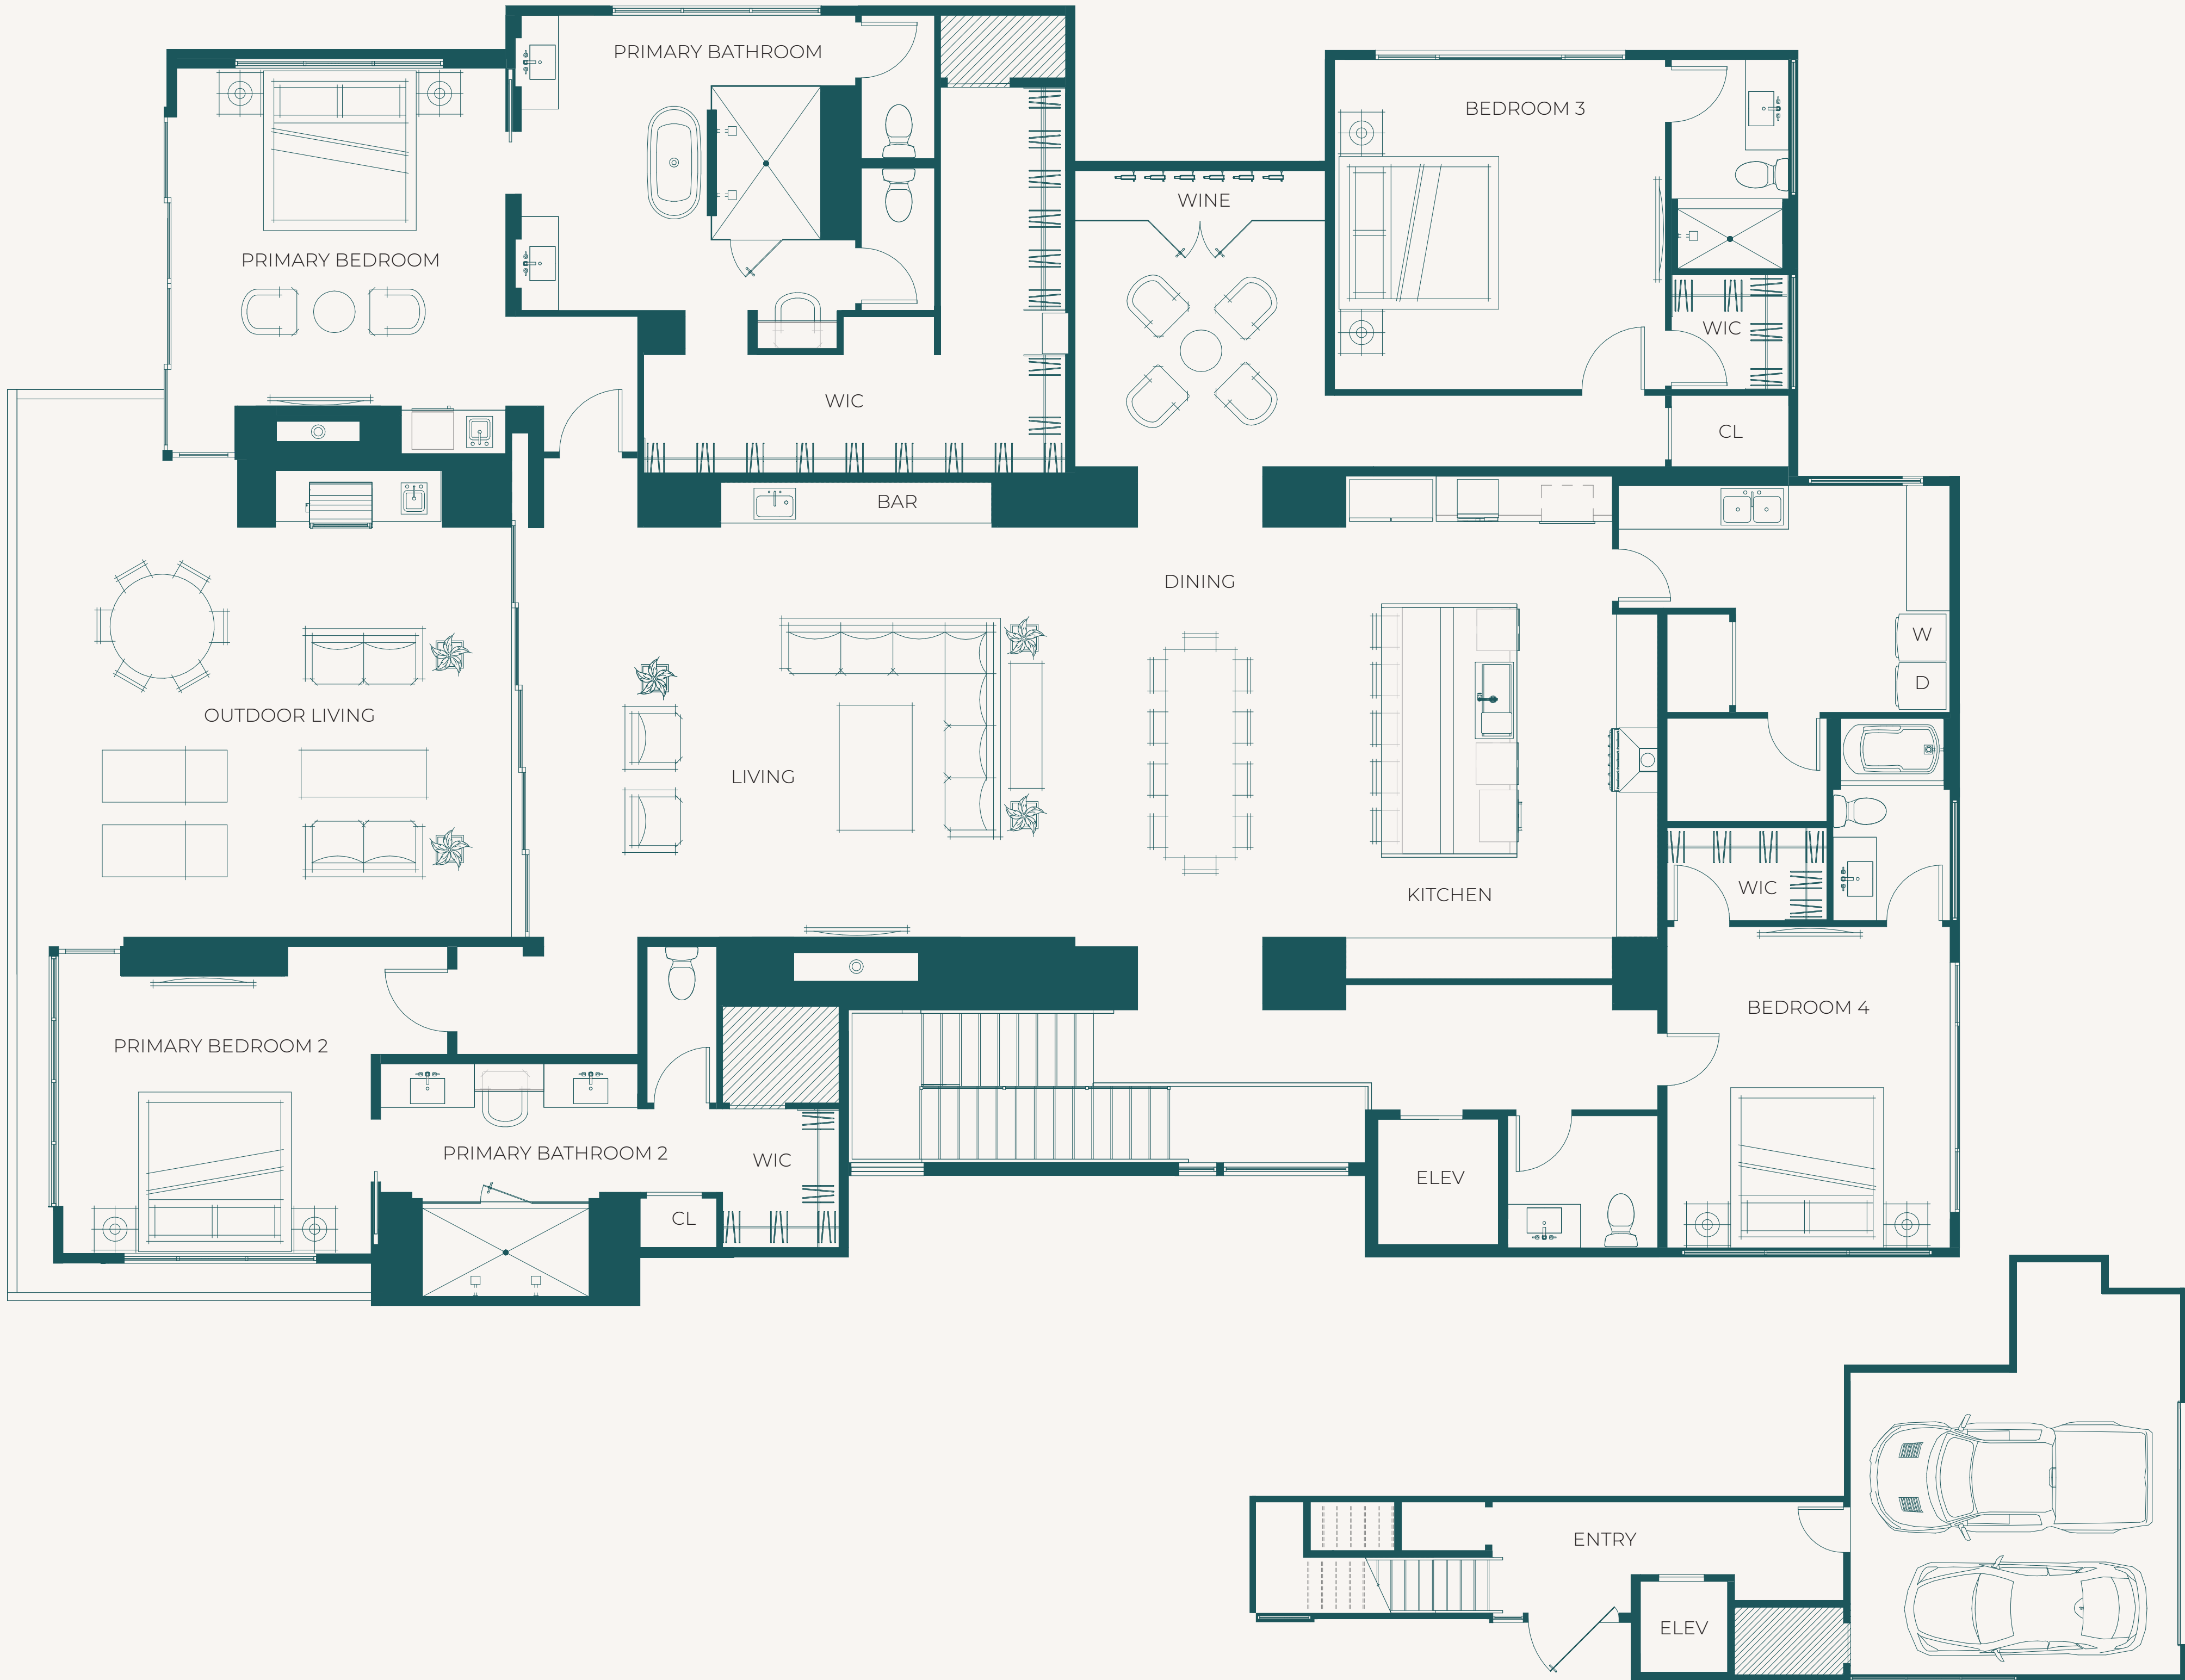 PRIMARY BATHROOM
BEDROOM 3
WINE
PRIMARY BEDROOM
WIC
WIC
CL
BAR
DINING
W
D
OUTDOOR LIVING
LIVING
KITCHEN
WIC
BEDROOM 4
PRIMARY BEDROOM 2
PRIMARY BATHROOM 2
WIC
ELEV
CL
ENTRY
ELEV